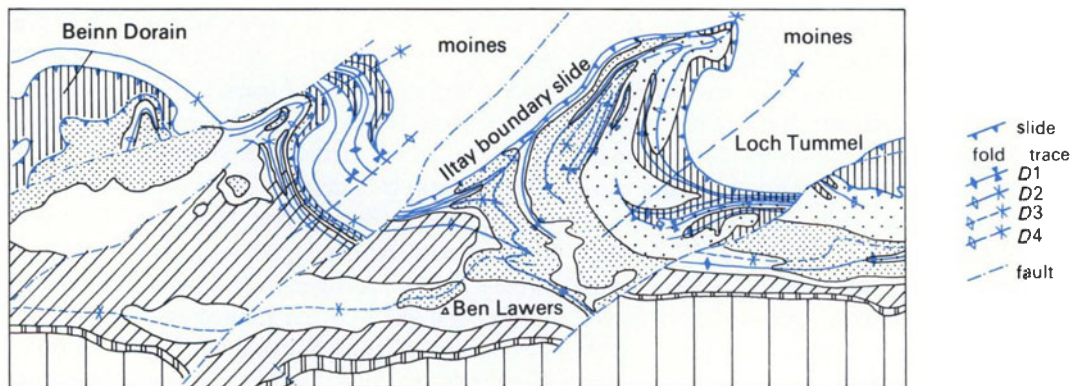 Beinn Dorain
moines
moines
Iltay boundary slide
Loch Tummel
Ben Lawers
slide
fold trace
D1
D2
D3
D4
fault